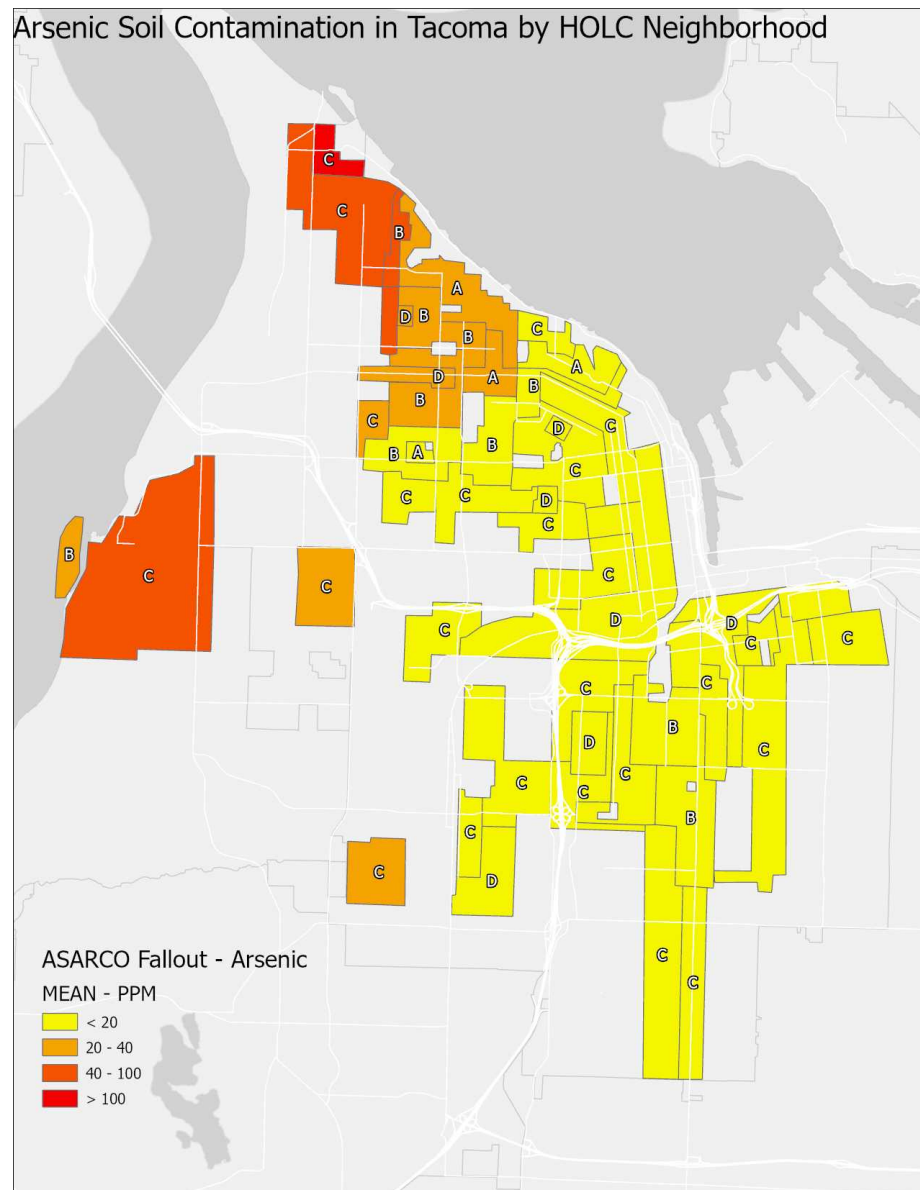 Arsenic Soil Contamination in Tacoma by HOLC Neighborhood
C
C
B
A
D B
B
C
A
D
A
B
B
C
C
D
B A
B
C
C
C
D
C
B
C
C
C
D
D
C
C
C
C
B
D
C
C
C
C
B
C
C
D
C
C
ASARCO Fallout - Arsenic
MEAN - PPM
< 20
20 - 40
40 - 100
> 100